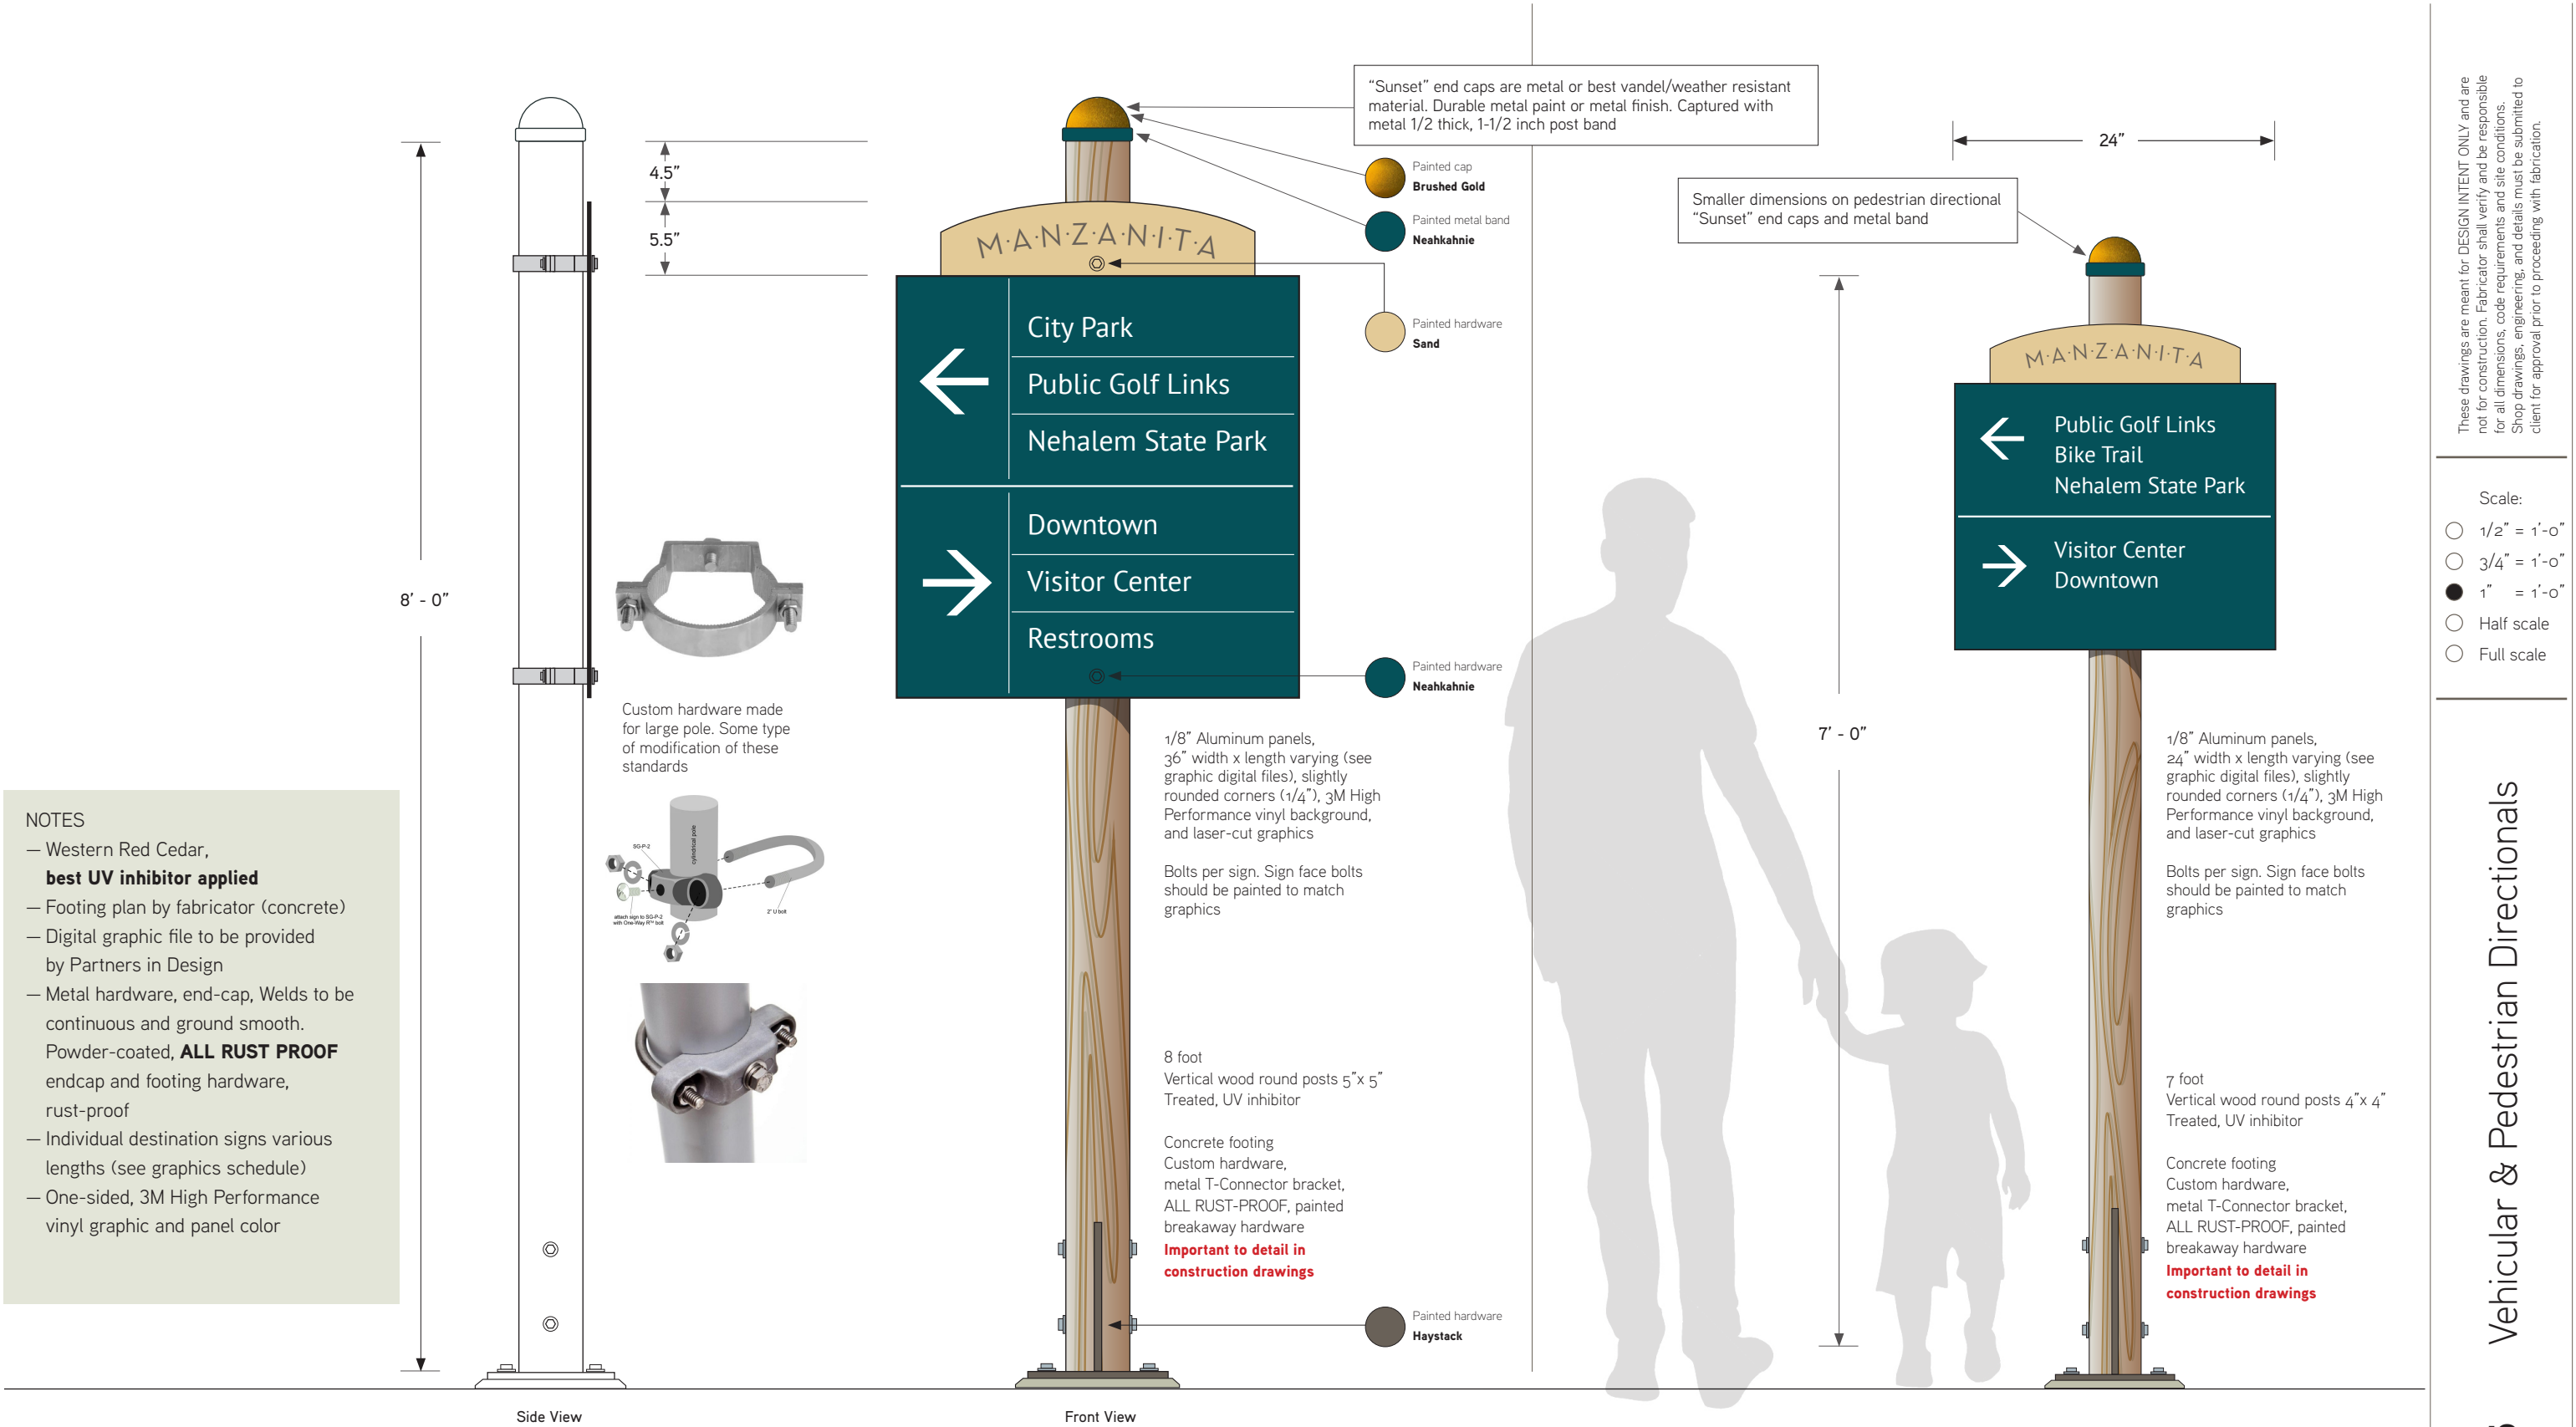 "Sunset" end caps are metal or best vandel/weather resistant
material. Durable metal paint or metal finish. Captured with
metal 1/2 thick, 1-1/2 inch post band
4.5"
5.5"
8' - 0"
Painted cap
Brushed Gold
Painted metal band
Neahkahnie
Painted hardware
Sand
M·A·N·Z·A·N·I·T·A
City Park
Public Golf Links
Nehalem State Park
Downtown
Visitor Center
Restrooms
Painted hardware
Neahkahnie
Custom hardware made
for large pole. Some type
of modification of these
standards
SG-P-2
cylindrical pole
attach sign to SG-P-2
with One-Way R™ bolt
2" U bolt
NOTES
— Western Red Cedar,
best UV inhibitor applied
— Footing plan by fabricator (concrete)
— Digital graphic file to be provided
by Partners in Design
— Metal hardware, end-cap, Welds to be
continuous and ground smooth.
Powder-coated, ALL RUST PROOF
endcap and footing hardware,
rust-proof
— Individual destination signs various
lengths (see graphics schedule)
— One-sided, 3M High Performance
vinyl graphic and panel color
1/8" Aluminum panels,
36" width x length varying (see
graphic digital files), slightly
rounded corners (1/4"), 3M High
Performance vinyl background,
and laser-cut graphics
Bolts per sign. Sign face bolts
should be painted to match
graphics
8 foot
Vertical wood round posts 5"x 5"
Treated, UV inhibitor
Concrete footing
Custom hardware,
metal T-Connector bracket,
ALL RUST-PROOF, painted
breakaway hardware
Important to detail in
construction drawings
Painted hardware
Haystack
Side View
Front View
24"
Smaller dimensions on pedestrian directional
"Sunset" end caps and metal band
7' - 0"
M·A·N·Z·A·N·I·T·A
Public Golf Links
Bike Trail
Nehalem State Park
Visitor Center
Downtown
1/8" Aluminum panels,
24" width x length varying (see
graphic digital files), slightly
rounded corners (1/4"), 3M High
Performance vinyl background,
and laser-cut graphics
Bolts per sign. Sign face bolts
should be painted to match
graphics
7 foot
Vertical wood round posts 4"x 4"
Treated, UV inhibitor
Concrete footing
Custom hardware,
metal T-Connector bracket,
ALL RUST-PROOF, painted
breakaway hardware
Important to detail in
construction drawings
These drawings are meant for DESIGN INTENT ONLY and are
not for construction. Fabricator shall verify and be responsible
for all dimensions, code requirements and site conditions.
Shop drawings, engineering, and details must be submitted to
client for approval prior to proceeding with fabrication.
Scale:
1/2" = 1'-0"
3/4" = 1'-0"
1" = 1'-0"
Half scale
Full scale
Vehicular & Pedestrian Directionals